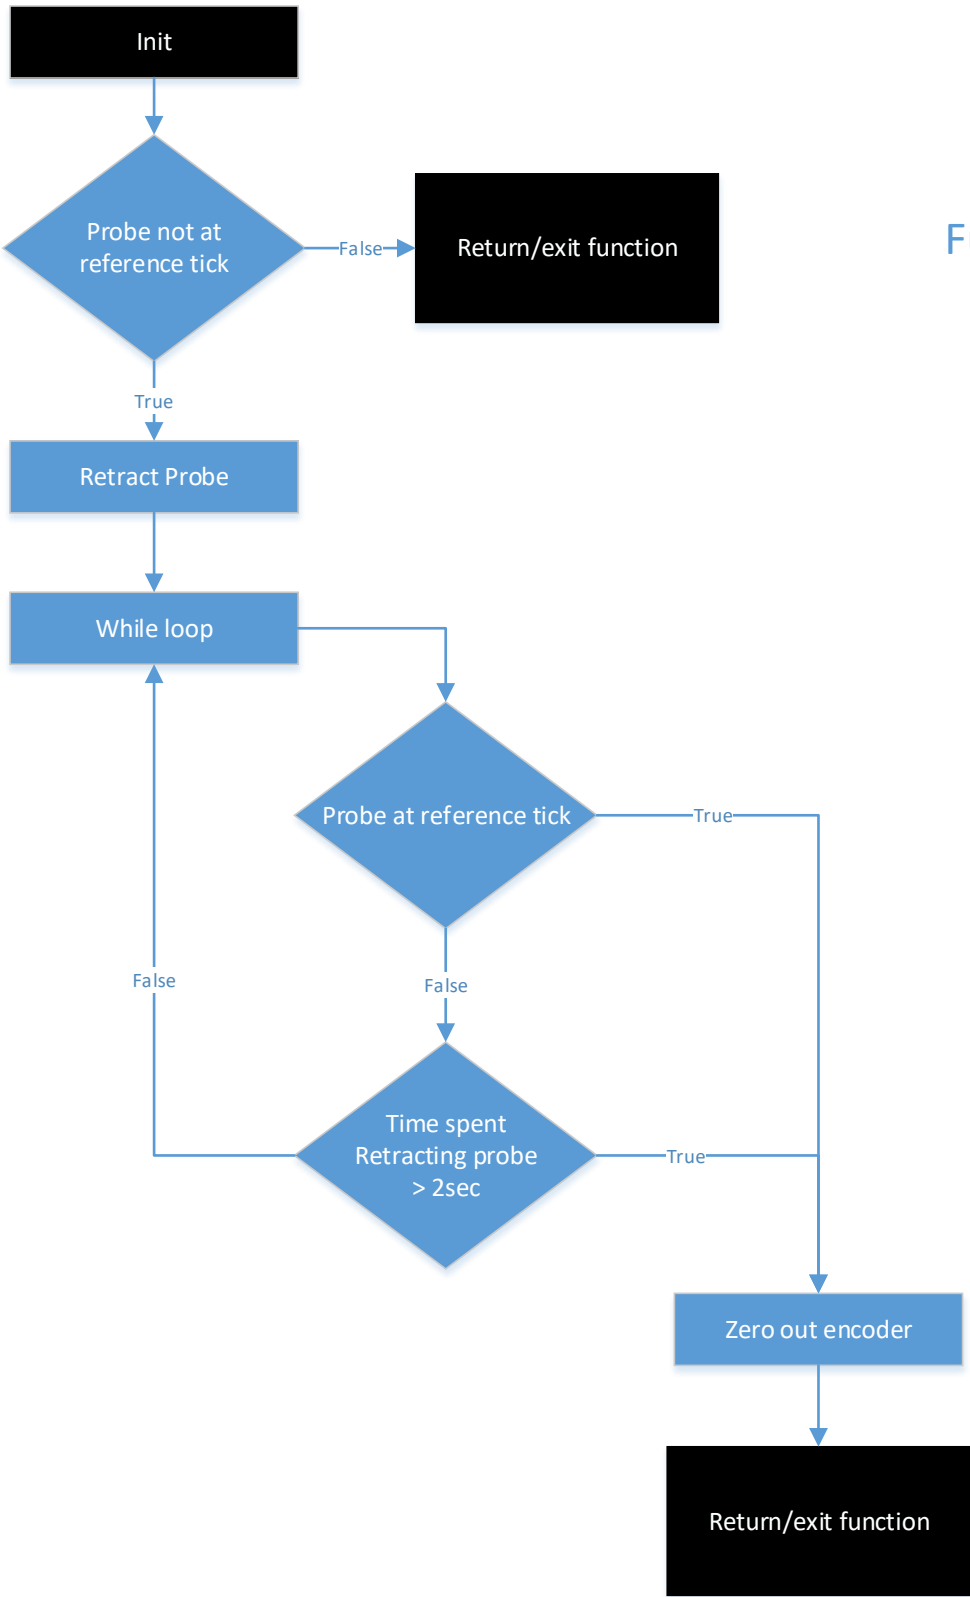 Init
Probe not at
reference tick
False
Return/exit function
True
Retract Probe
While loop
Probe at reference tick
True
False
False
Time spent
Retracting probe
> 2sec
True
Zero out encoder
Return/exit function